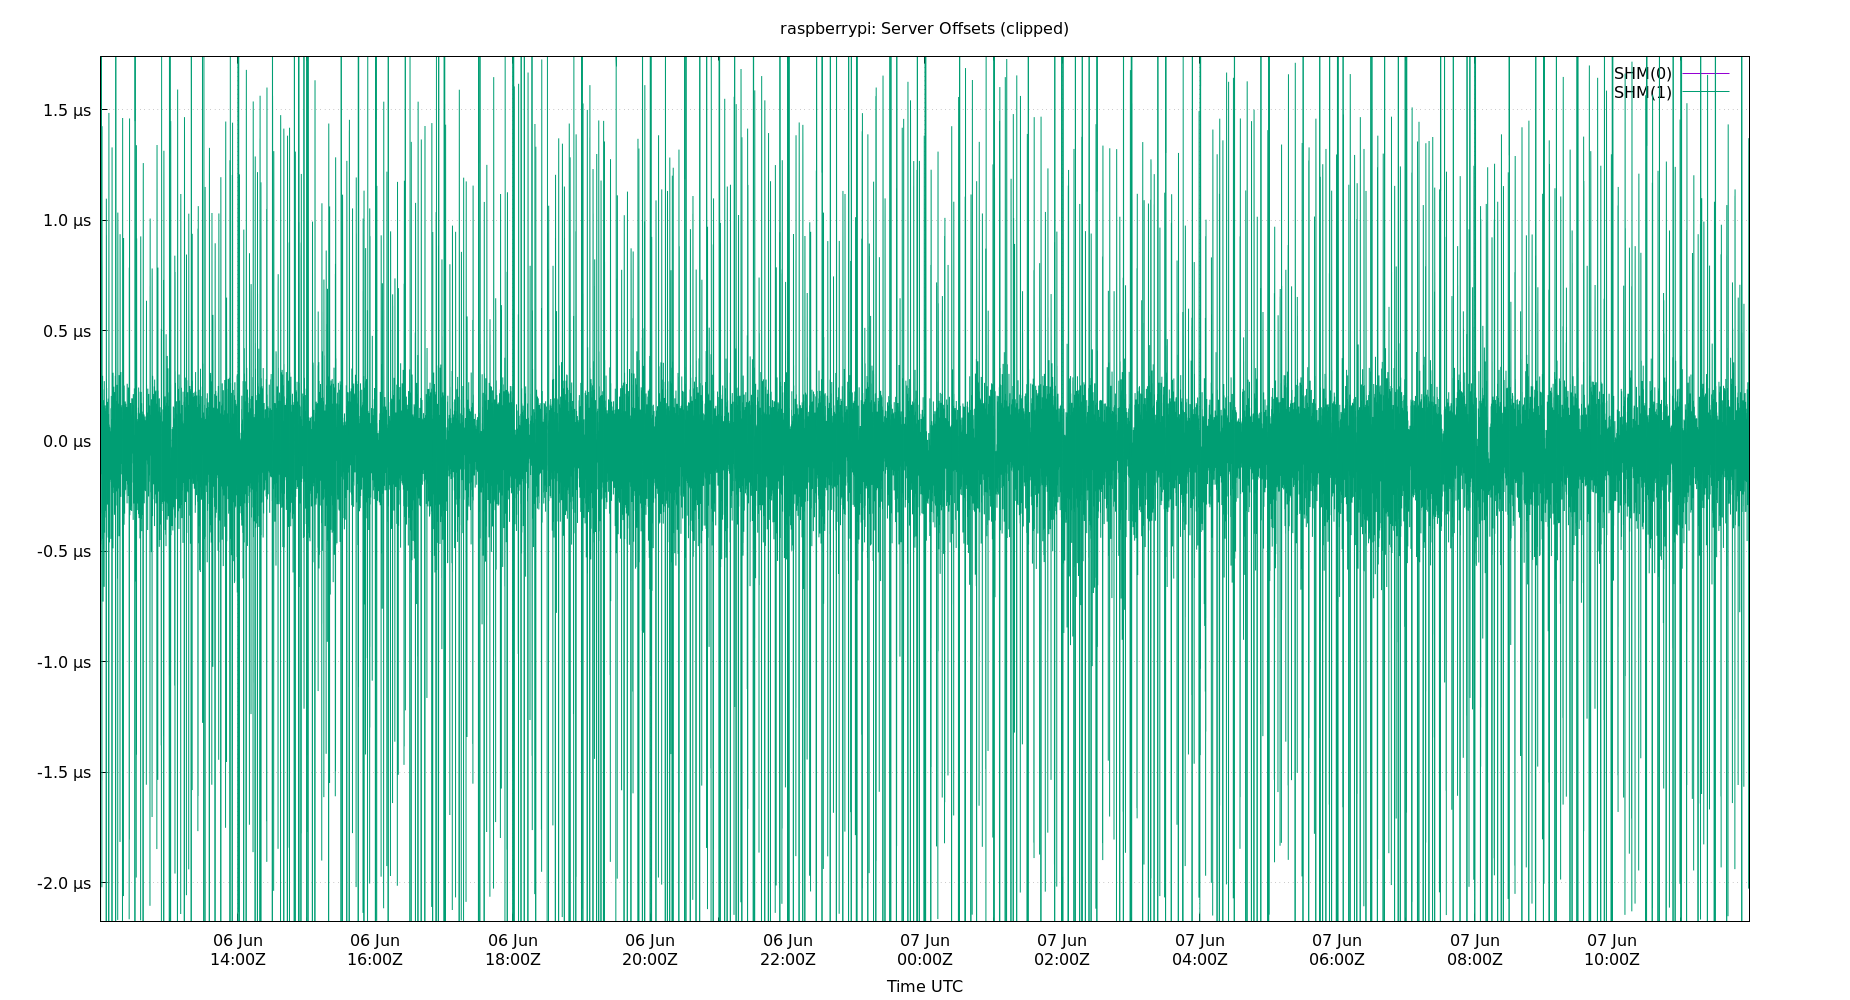 raspberrypi: Server Offsets (clipped)
SHM(0)
SHM(1)
1.5 µs
1.0 µs
0.5 µs
0.0 µs
-0.5 µs
-1.0 µs
-1.5 µs
-2.0 µs
06 Jun 06 Jun 06 Jun 06 Jun 06 Jun 07 Jun 07 Jun 07 Jun 07 Jun 07 Jun 07 Jun
14:00Z 16:00Z 18:00Z 20:00Z 22:00Z 00:00Z 02:00Z 04:00Z 06:00Z 08:00Z 10:00Z
Time UTC